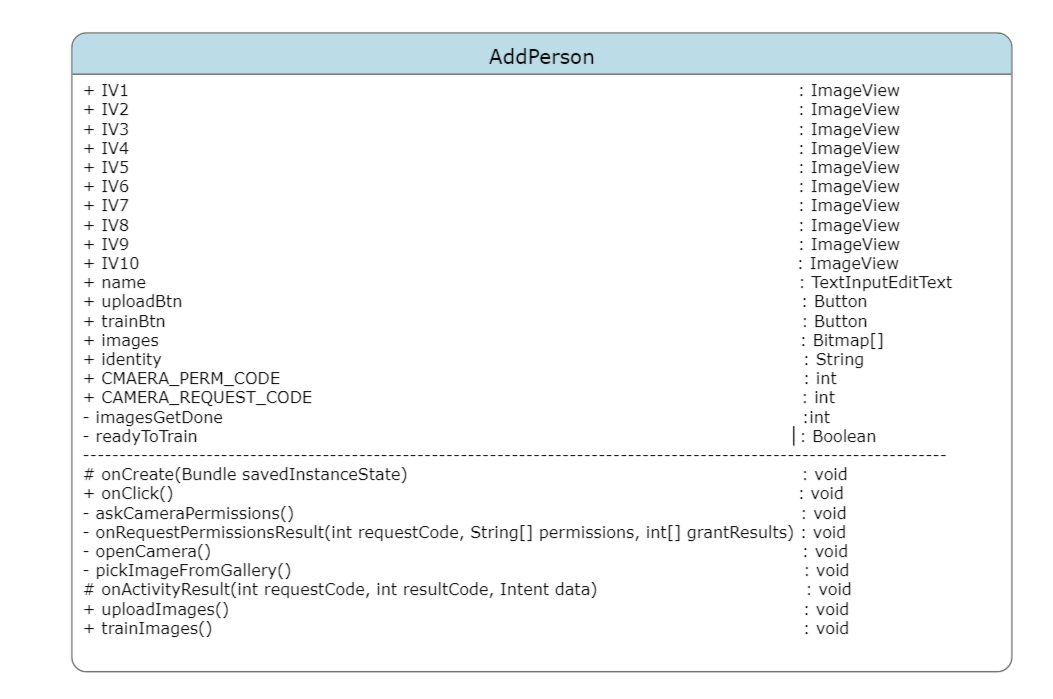 AddPerson
+ IV1 : ImageView
+ IV2 : ImageView
+ IV3 : ImageView
+ IV4 : ImageView
+ IV5 : ImageView
+ IV6 : ImageView
+ IV7 : ImageView
+ IV8 : ImageView
+ IV9 : ImageView
+ IV10 : ImageView
+ name : TextInputEditText
+ uploadBtn : Button
+ trainBtn : Button
+ images : Bitmap[]
+ identity : String
+ CMAERA_PERM_CODE : int
+ CAMERA_REQUEST_CODE : int
- imagesGetDone :int
- readyToTrain : Boolean
# onCreate(Bundle savedInstanceState) : void
+ onClick() : void
- askCameraPermissions() : void
- onRequestPermissionsResult(int requestCode, String[] permissions, int[] grantResults) : void
- openCamera() : void
- pickImageFromGallery() : void
# onActivityResult(int requestCode, int resultCode, Intent data) : void
+ uploadImages() : void
+ trainImages() : void